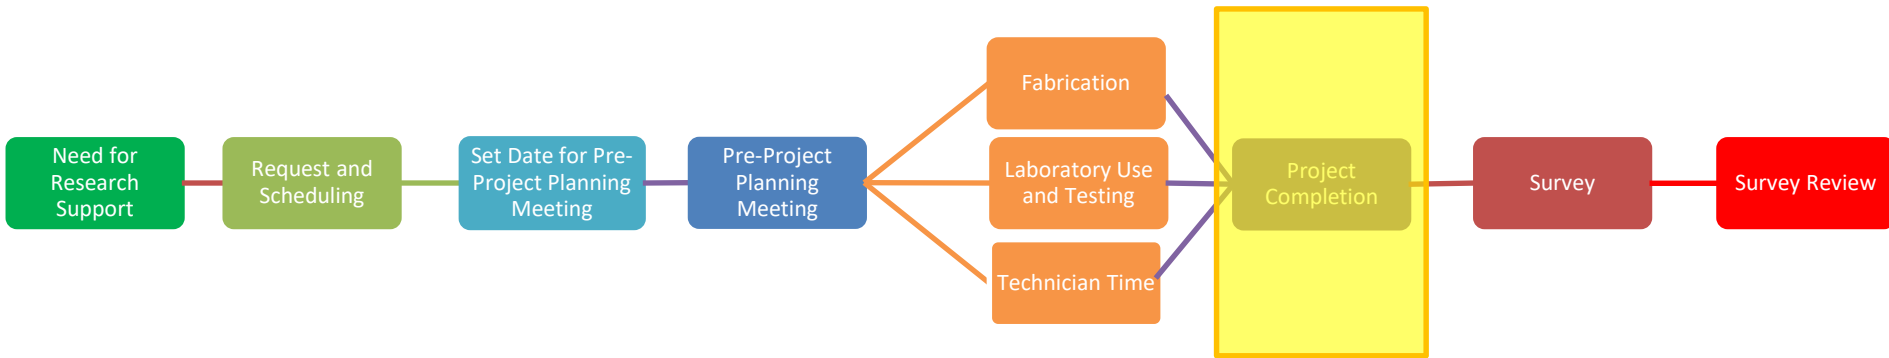 Need for
Research
Support
Request and
Scheduling
Set Date for Pre-
Project Planning
Meeting
Pre-Project
Planning
Meeting
Fabrication
Laboratory Use
and Testing
Technician Time
Project
Completion
Survey
Survey Review